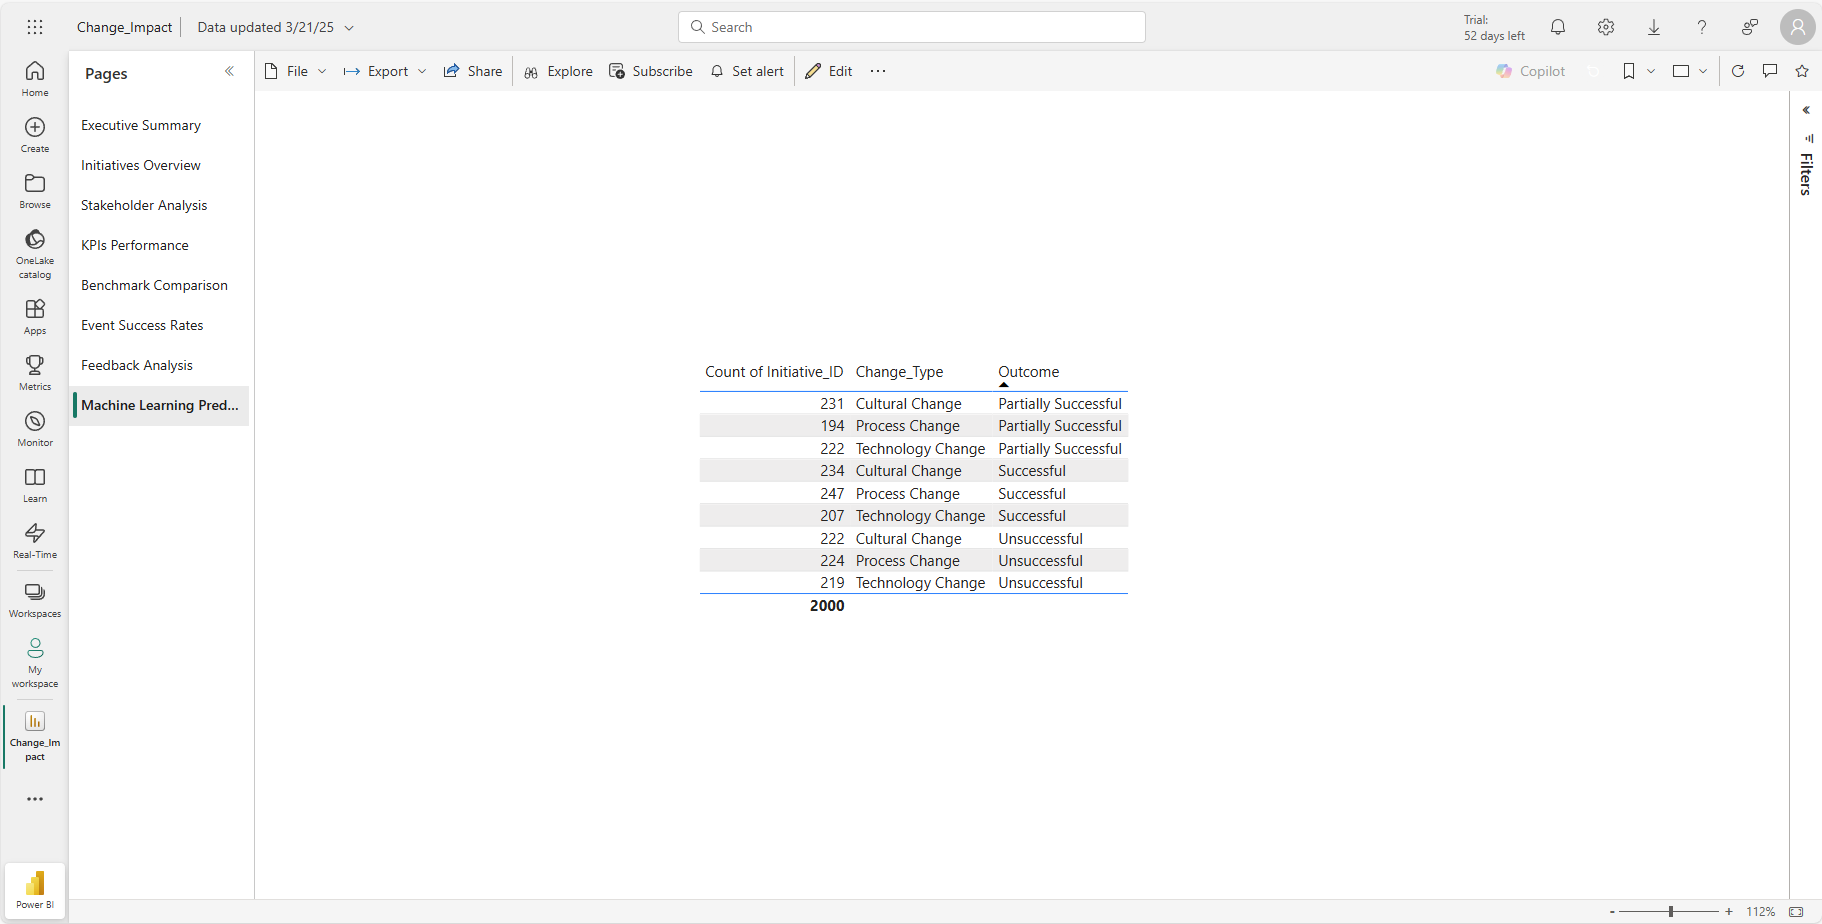 Change_Impact
Data updated 3/21/25
Search
Trial:
52 days left
Home
Create
Browse
OneLake
catalog
Apps
Metrics
Monitor
Learn
Real-Time
Workspaces
My
workspace
Change_Im
pact
Power BI
Pages
Executive Summary
Initiatives Overview
Stakeholder Analysis
KPIs Performance
Benchmark Comparison
Event Success Rates
Feedback Analysis
Machine Learning Pred...
File Export Share Explore Subscribe Set alert Edit
Copilot
Count of Initiative_ID Change_Type Outcome
231 Cultural Change Partially Successful
194 Process Change Partially Successful
222 Technology Change Partially Successful
234 Cultural Change Successful
247 Process Change Successful
207 Technology Change Successful
222 Cultural Change Unsuccessful
224 Process Change Unsuccessful
219 Technology Change Unsuccessful
2000
Filters
- + 112%